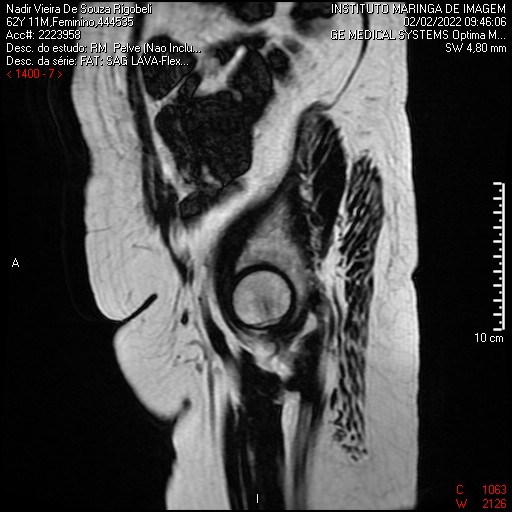 Nadir Vieira De Souza Rigobeli
62Y 11M,Feminino,444535
Acc#: 2223958
Desc. do estudo: RM Pelve (Nao Inclu...
Desc. da série: FAT: SAG LAVA-Flex...
< 1400 - 7 >
INSTITUTO MARINGA DE IMAGEM
02/02/2022 09:46:06
GE MEDICAL SYSTEMS Optima M...
SW 4,80 mm
A
10 cm
I
C 1063
W 2126